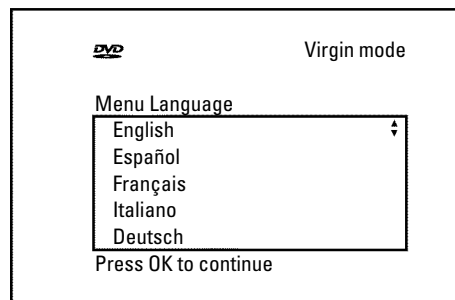 DVD
Virgin mode
Menu Language
English
Español
Français
Italiano
Deutsch
Press OK to continue